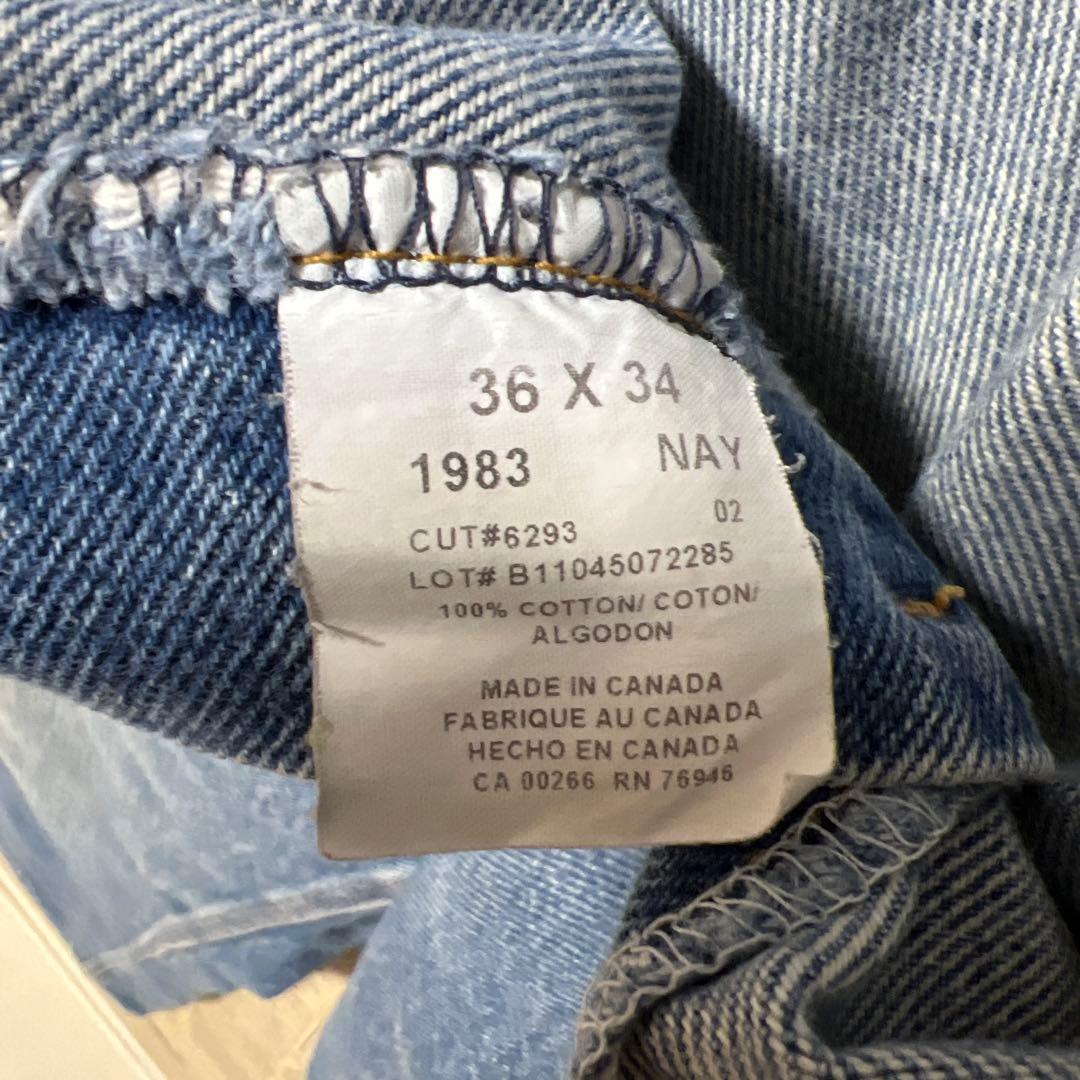 36 X 34
1983 NAY
02
CUT#6293
LOT# B11045072285
100% COTTON/ COTON/
ALGODON
MADE IN CANADA
FABRIQUE AU CANADA
HECHO EN CANADA
CA 00266 RN 76946